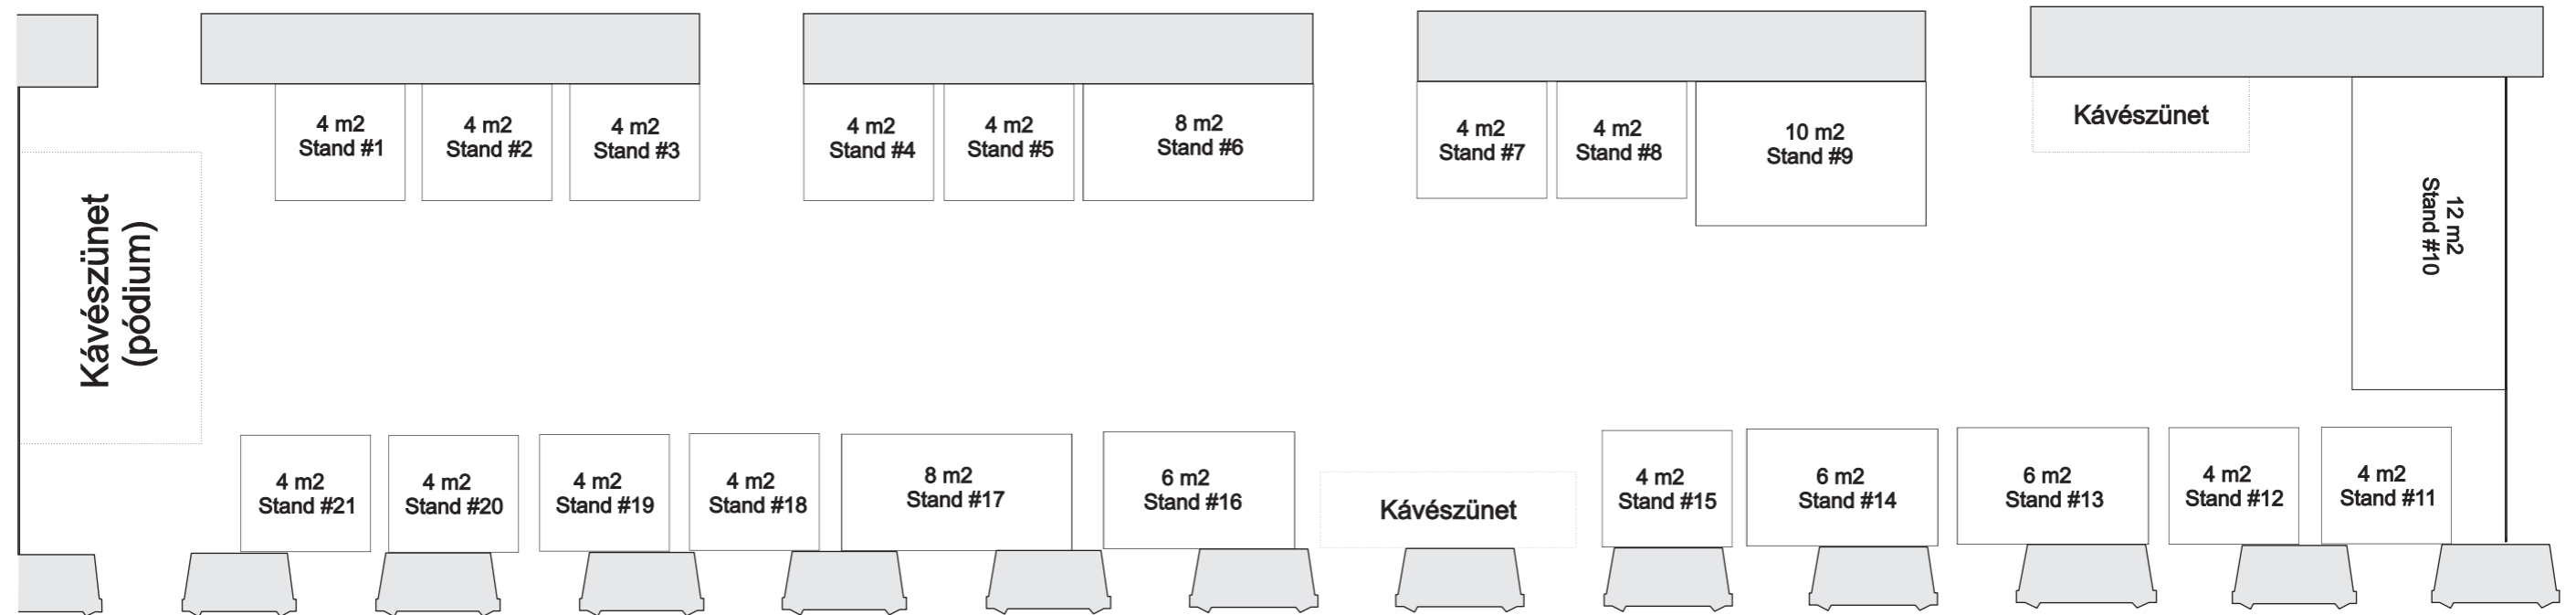 4 m2
Stand #1
4 m2
Stand #2
4 m2
Stand #3
4 m2
Stand #4
4 m2
Stand #5
8 m2
Stand #6
4 m2
Stand #7
4 m2
Stand #8
10 m2
Stand #9
Kávészünet
12 m2
Stand #10
Kávészünet
(pódium)
4 m2
Stand #21
4 m2
Stand #20
4 m2
Stand #19
4 m2
Stand #18
8 m2
Stand #17
6 m2
Stand #16
Kávészünet
4 m2
Stand #15
6 m2
Stand #14
6 m2
Stand #13
4 m2
Stand #12
4 m2
Stand #11